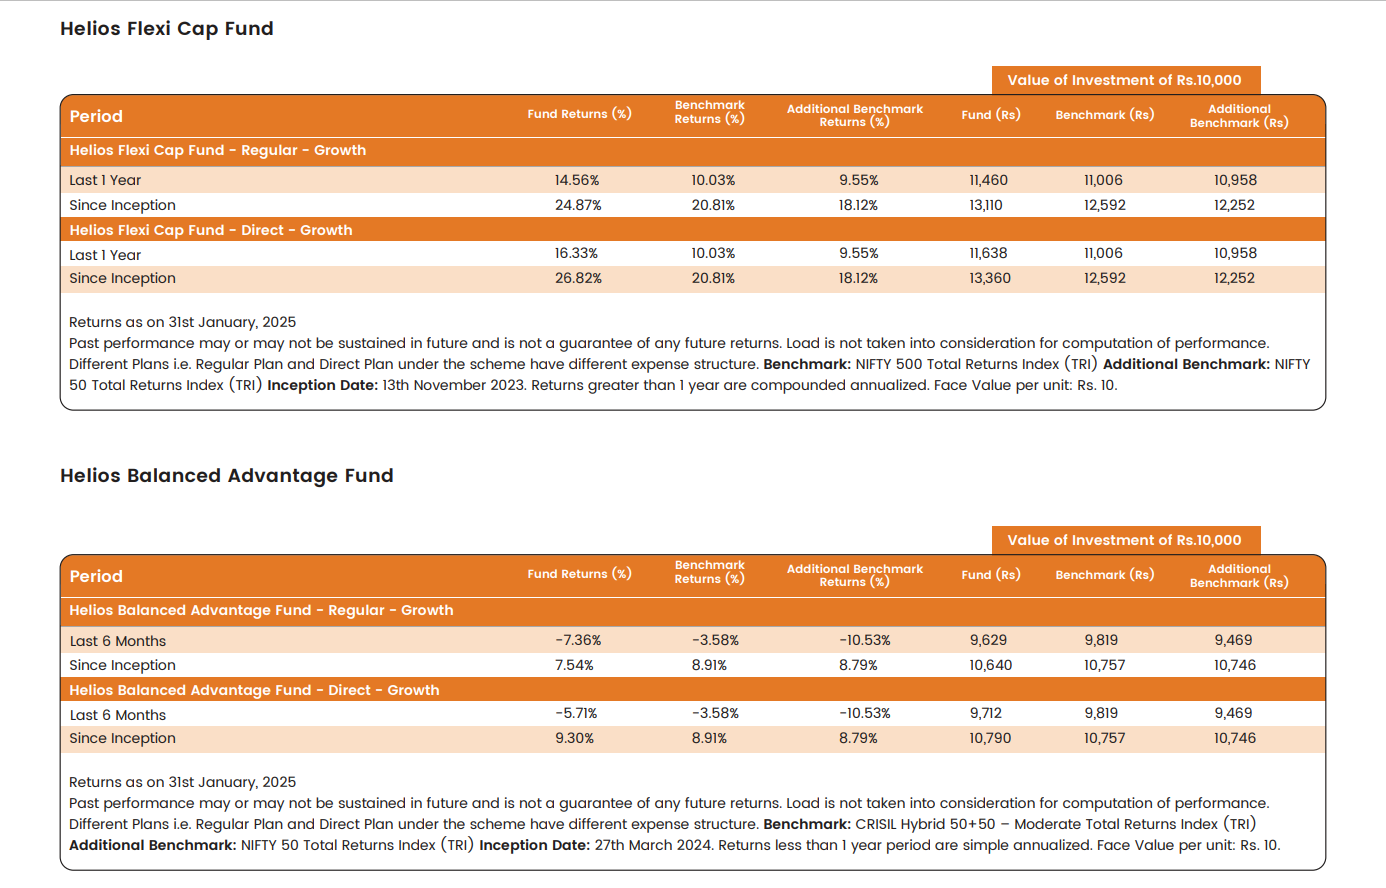 Helios Flexi Cap Fund
Value of Investment of Rs.10,000
Period Fund Returns (%) Benchmark Returns (%) Additional Benchmark Returns (%) Fund (Rs) Benchmark (Rs) Additional Benchmark (Rs)
Helios Flexi Cap Fund - Regular - Growth
Last 1 Year 14.56% 10.03% 9.55% 11,460 11,006 10,958
Since Inception 24.87% 20.81% 18.12% 13,110 12,592 12,252
Helios Flexi Cap Fund - Direct - Growth
Last 1 Year 16.33% 10.03% 9.55% 11,638 11,006 10,958
Since Inception 26.82% 20.81% 18.12% 13,360 12,592 12,252
Returns as on 31st January, 2025
Past performance may or may not be sustained in future and is not a guarantee of any future returns. Load is not taken into consideration for computation of performance.
Different Plans i.e. Regular Plan and Direct Plan under the scheme have different expense structure. Benchmark: NIFTY 500 Total Returns Index (TRI) Additional Benchmark: NIFTY
50 Total Returns Index (TRI) Inception Date: 13th November 2023. Returns greater than 1 year are compounded annualized. Face Value per unit: Rs. 10.
Helios Balanced Advantage Fund
Value of Investment of Rs.10,000
Period Fund Returns (%) Benchmark Returns (%) Additional Benchmark Returns (%) Fund (Rs) Benchmark (Rs) Additional Benchmark (Rs)
Helios Balanced Advantage Fund - Regular - Growth
Last 6 Months -7.36% -3.58% -10.53% 9,629 9,819 9,469
Since Inception 7.54% 8.91% 8.79% 10,640 10,757 10,746
Helios Balanced Advantage Fund - Direct - Growth
Last 6 Months -5.71% -3.58% -10.53% 9,712 9,819 9,469
Since Inception 9.30% 8.91% 8.79% 10,790 10,757 10,746
Returns as on 31st January, 2025
Past performance may or may not be sustained in future and is not a guarantee of any future returns. Load is not taken into consideration for computation of performance.
Different Plans i.e. Regular Plan and Direct Plan under the scheme have different expense structure. Benchmark: CRISIL Hybrid 50+50 – Moderate Total Returns Index (TRI)
Additional Benchmark: NIFTY 50 Total Returns Index (TRI) Inception Date: 27th March 2024. Returns less than 1 year period are simple annualized. Face Value per unit: Rs. 10.